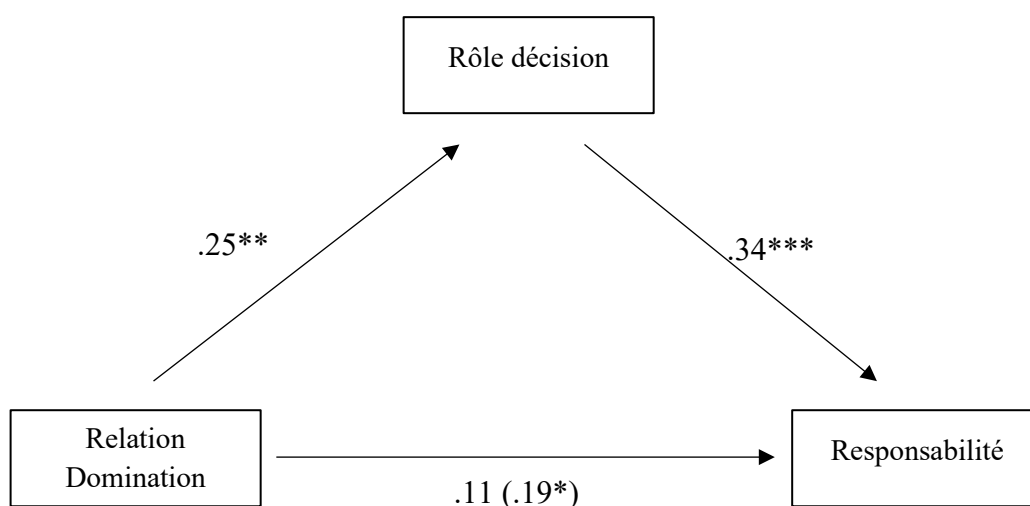 Rôle décision
.25**
.34***
Relation
Domination
Responsabilité
.11 (.19*)